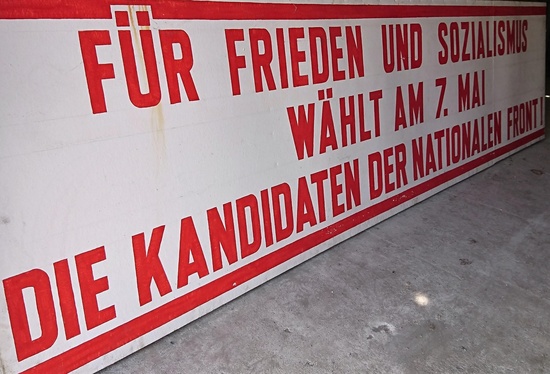 FÜR FRIEDEN UND SOZIALISMUS
WÄHLT AM 7. MAI
DIE KANDIDATEN DER NATIONALEN FRONT!